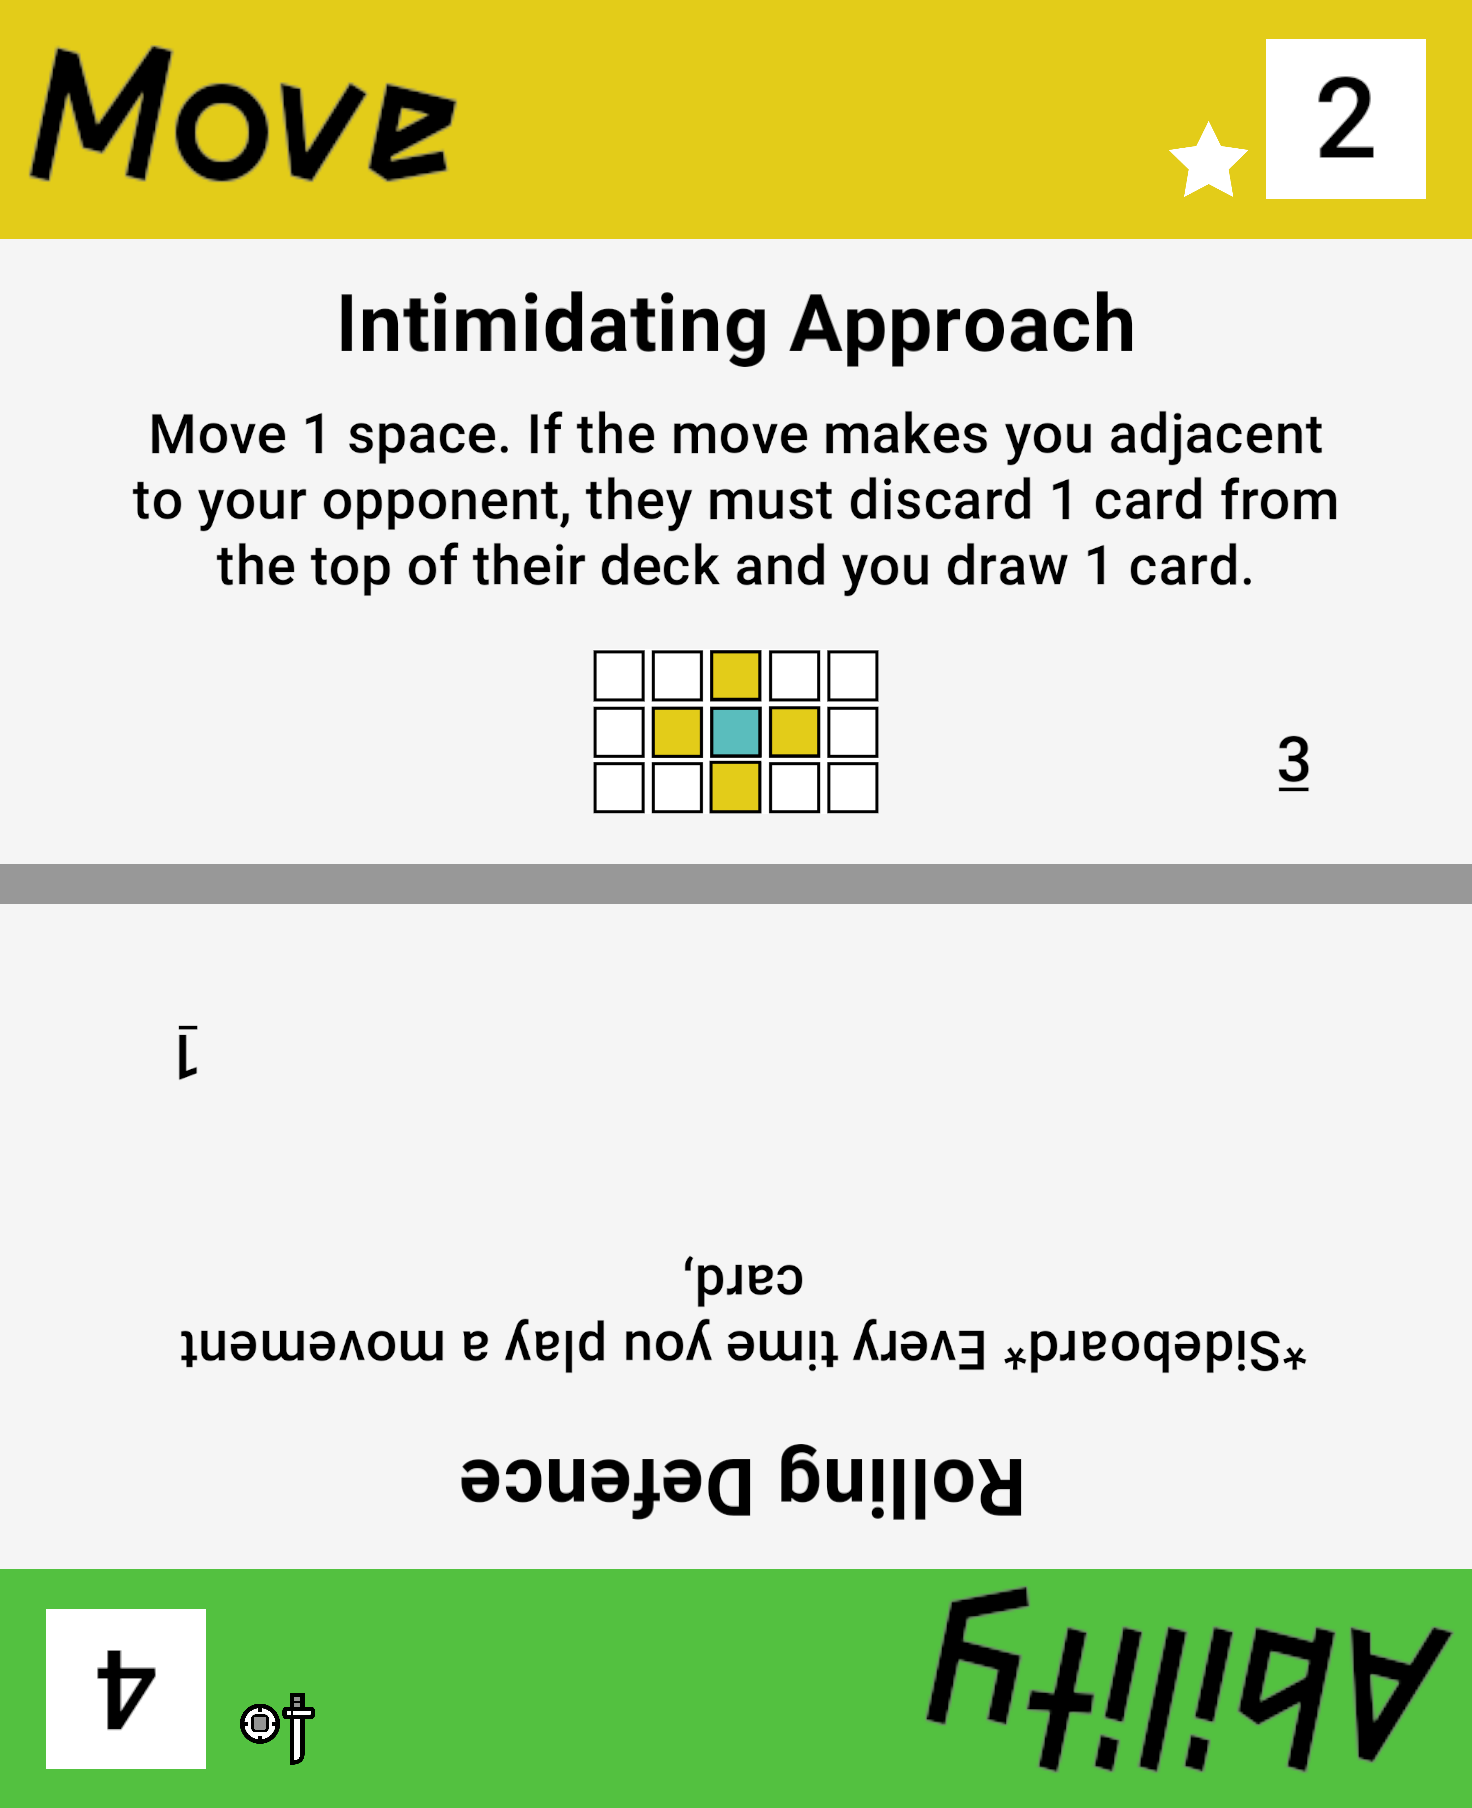 Move
2
Intimidating Approach
Move 1 space. If the move makes you adjacent
to your opponent, they must discard 1 card from
the top of their deck and you draw 1 card.
3
Ability
4
Rolling Defence
*Sideboard* Every time you play a movement
card,
1